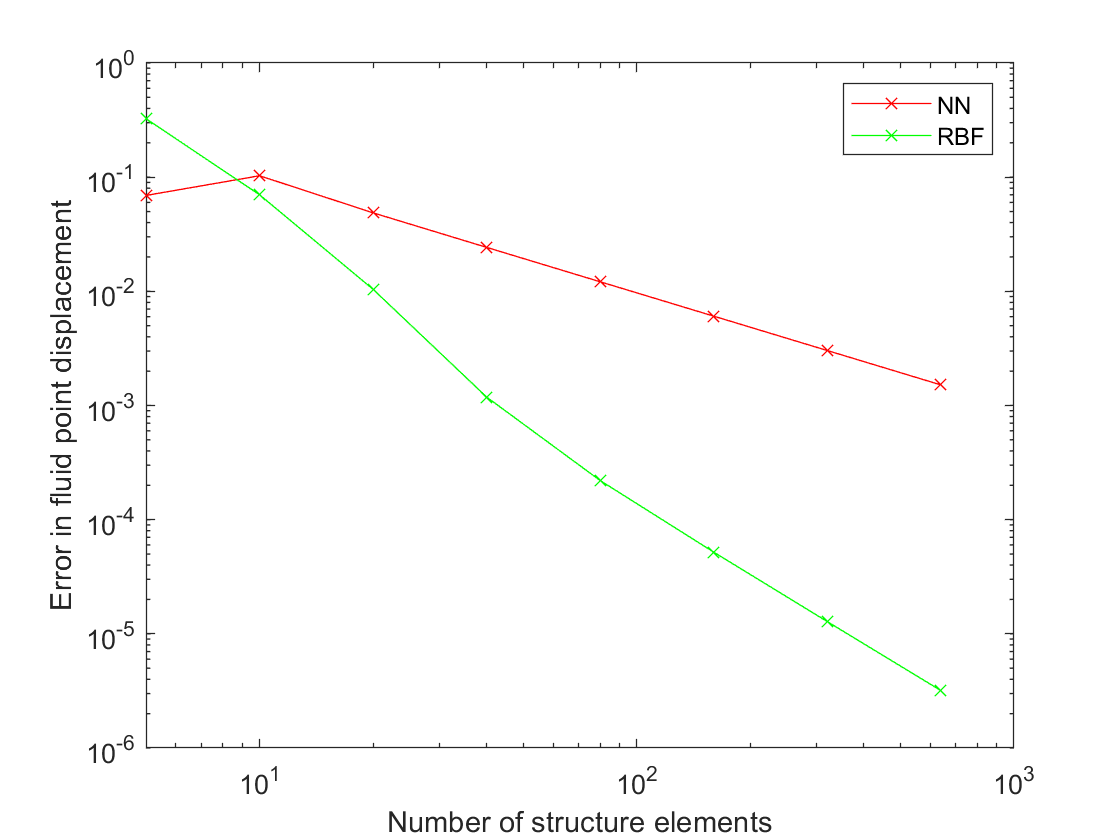 10^0
10^-1
10^-2
10^-3
10^-4
10^-5
10^-6
Error in fluid point displacement
NN
RBF
10^1
10^2
10^3
Number of structure elements